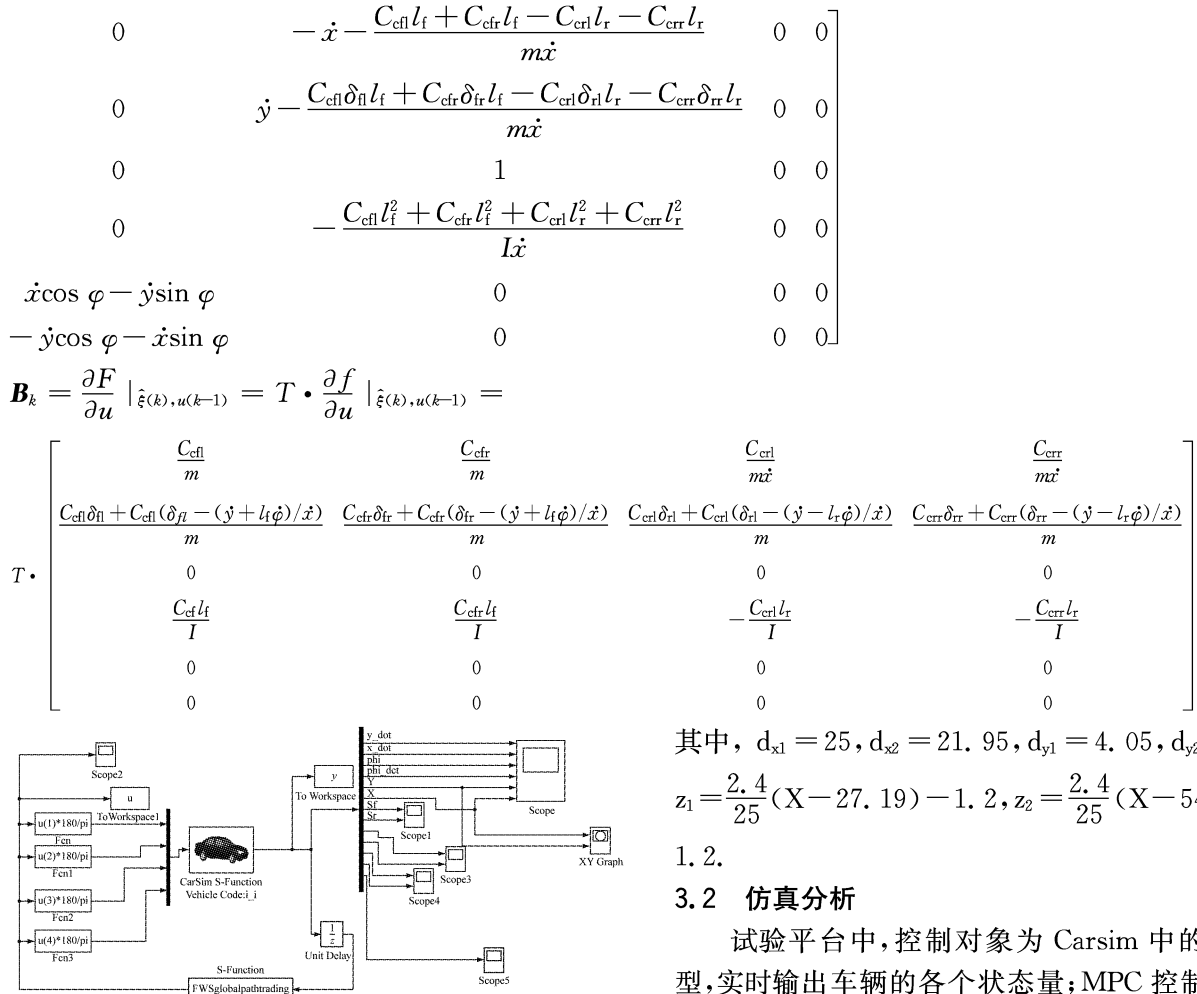 0 −ẋ−(C_cfl l_f + C_cfr l_f − C_crl l_r − C_crr l_r)/(mẋ) 0 0
0 ẏ−(C_cfl δ_fl l_f + C_cfr δ_fr l_f − C_crl δ_rl l_r − C_crr δ_rr l_r)/(mẋ) 0 0
0 1 0 0
0 −(C_cfl l_f² + C_cfr l_f² + C_crl l_r² + C_crr l_r²)/(Iẋ) 0 0
ẋcos φ − ẏsin φ 0 0 0
−ẏcos φ − ẋsin φ 0 0 0
B_k = ∂F/∂u |_ξ̂(k),u(k−1) = T • ∂f/∂u |_ξ̂(k),u(k−1) =
T •
C_cfl/m C_cfr/m C_crl/(mẋ) C_crr/(mẋ)
(C_cfl δ_fl + C_cfl(δ_fl − (ẏ + l_f φ̇)/ẋ))/m (C_cfr δ_fr + C_cfr(δ_fr − (ẏ + l_f φ̇)/ẋ))/m (C_crl δ_rl + C_crl(δ_rl − (ẏ − l_r φ̇)/ẋ))/m (C_crr δ_rr + C_crr(δ_rr − (ẏ − l_r φ̇)/ẋ))/m
0 0 0 0
C_cf l_f/I C_cfr l_f/I −C_crl l_r/I −C_crr l_r/I
0 0 0 0
0 0 0 0
Scope2
u
ToWorkspace1
u(1)*180/pi
Fcn
u(2)*180/pi
Fcn1
u(3)*180/pi
Fcn2
u(4)*180/pi
Fcn3
CarSim S-Function
Vehicle Code:i_i
y
To Workspace
y_dot
x_dot
phi
phi_dct
Y
X
Sf
Sr
Scope
Scope1
XY Graph
Scope3
Scope4
1/z
Unit Delay
Scope5
S-Function
FWSglobalpathtrading
其中, d_x1 = 25, d_x2 = 21. 95, d_y1 = 4. 05, d_y2
z_1 = 2.4/25 (X−27. 19)−1. 2, z_2 = 2.4/25 (X−54
1. 2.
3. 2 仿真分析
试验平台中,控制对象为 Carsim 中的
型,实时输出车辆的各个状态量;MPC 控制